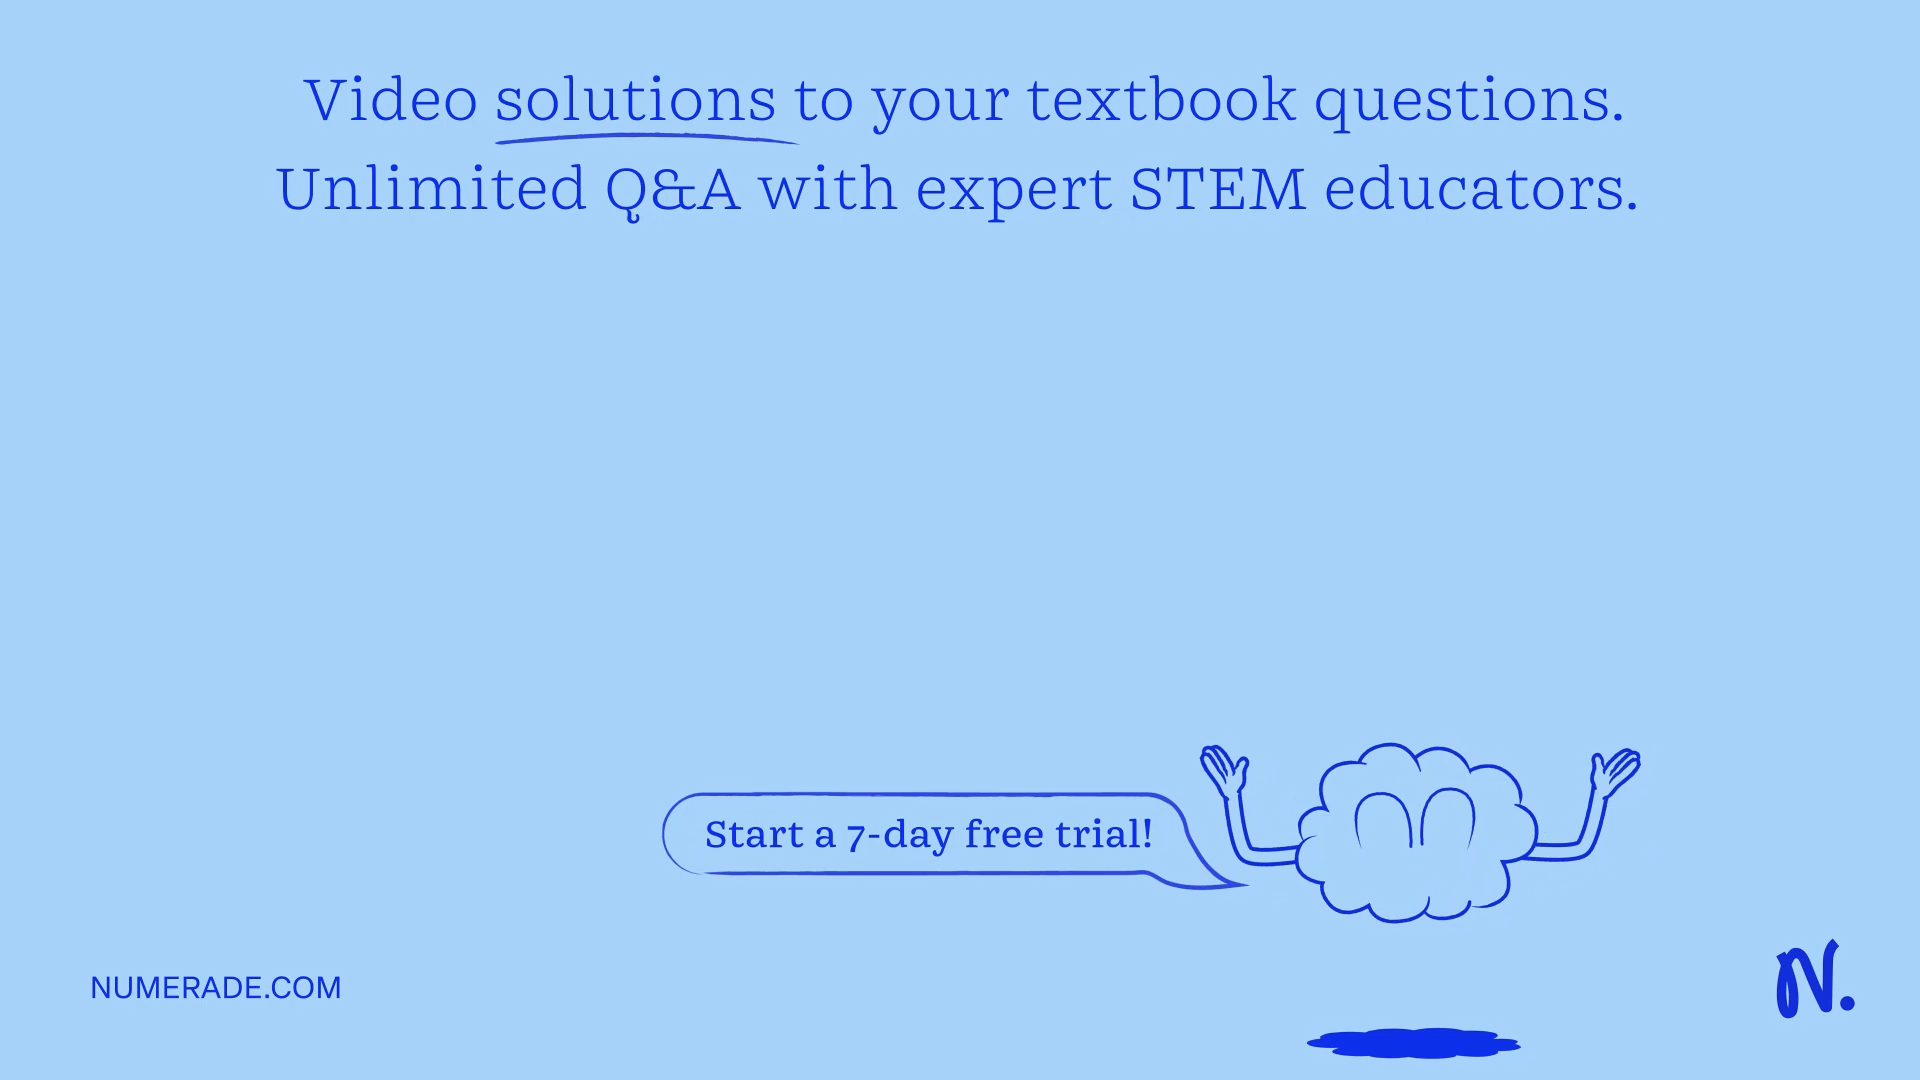 Video solutions to your textbook questions.
Unlimited Q&A with expert STEM educators.
Start a 7-day free trial!
NUMERADE.COM
N.